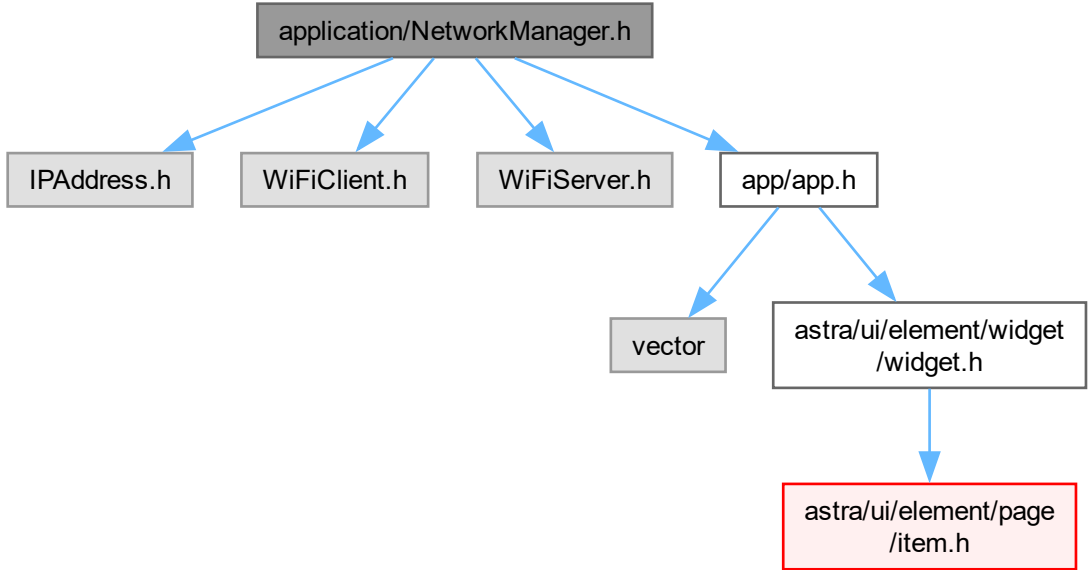 application/NetworkManager.h
IPAddress.h
WiFiClient.h
WiFiServer.h
app/app.h
vector
astra/ui/element/widget
/widget.h
astra/ui/element/page
/item.h